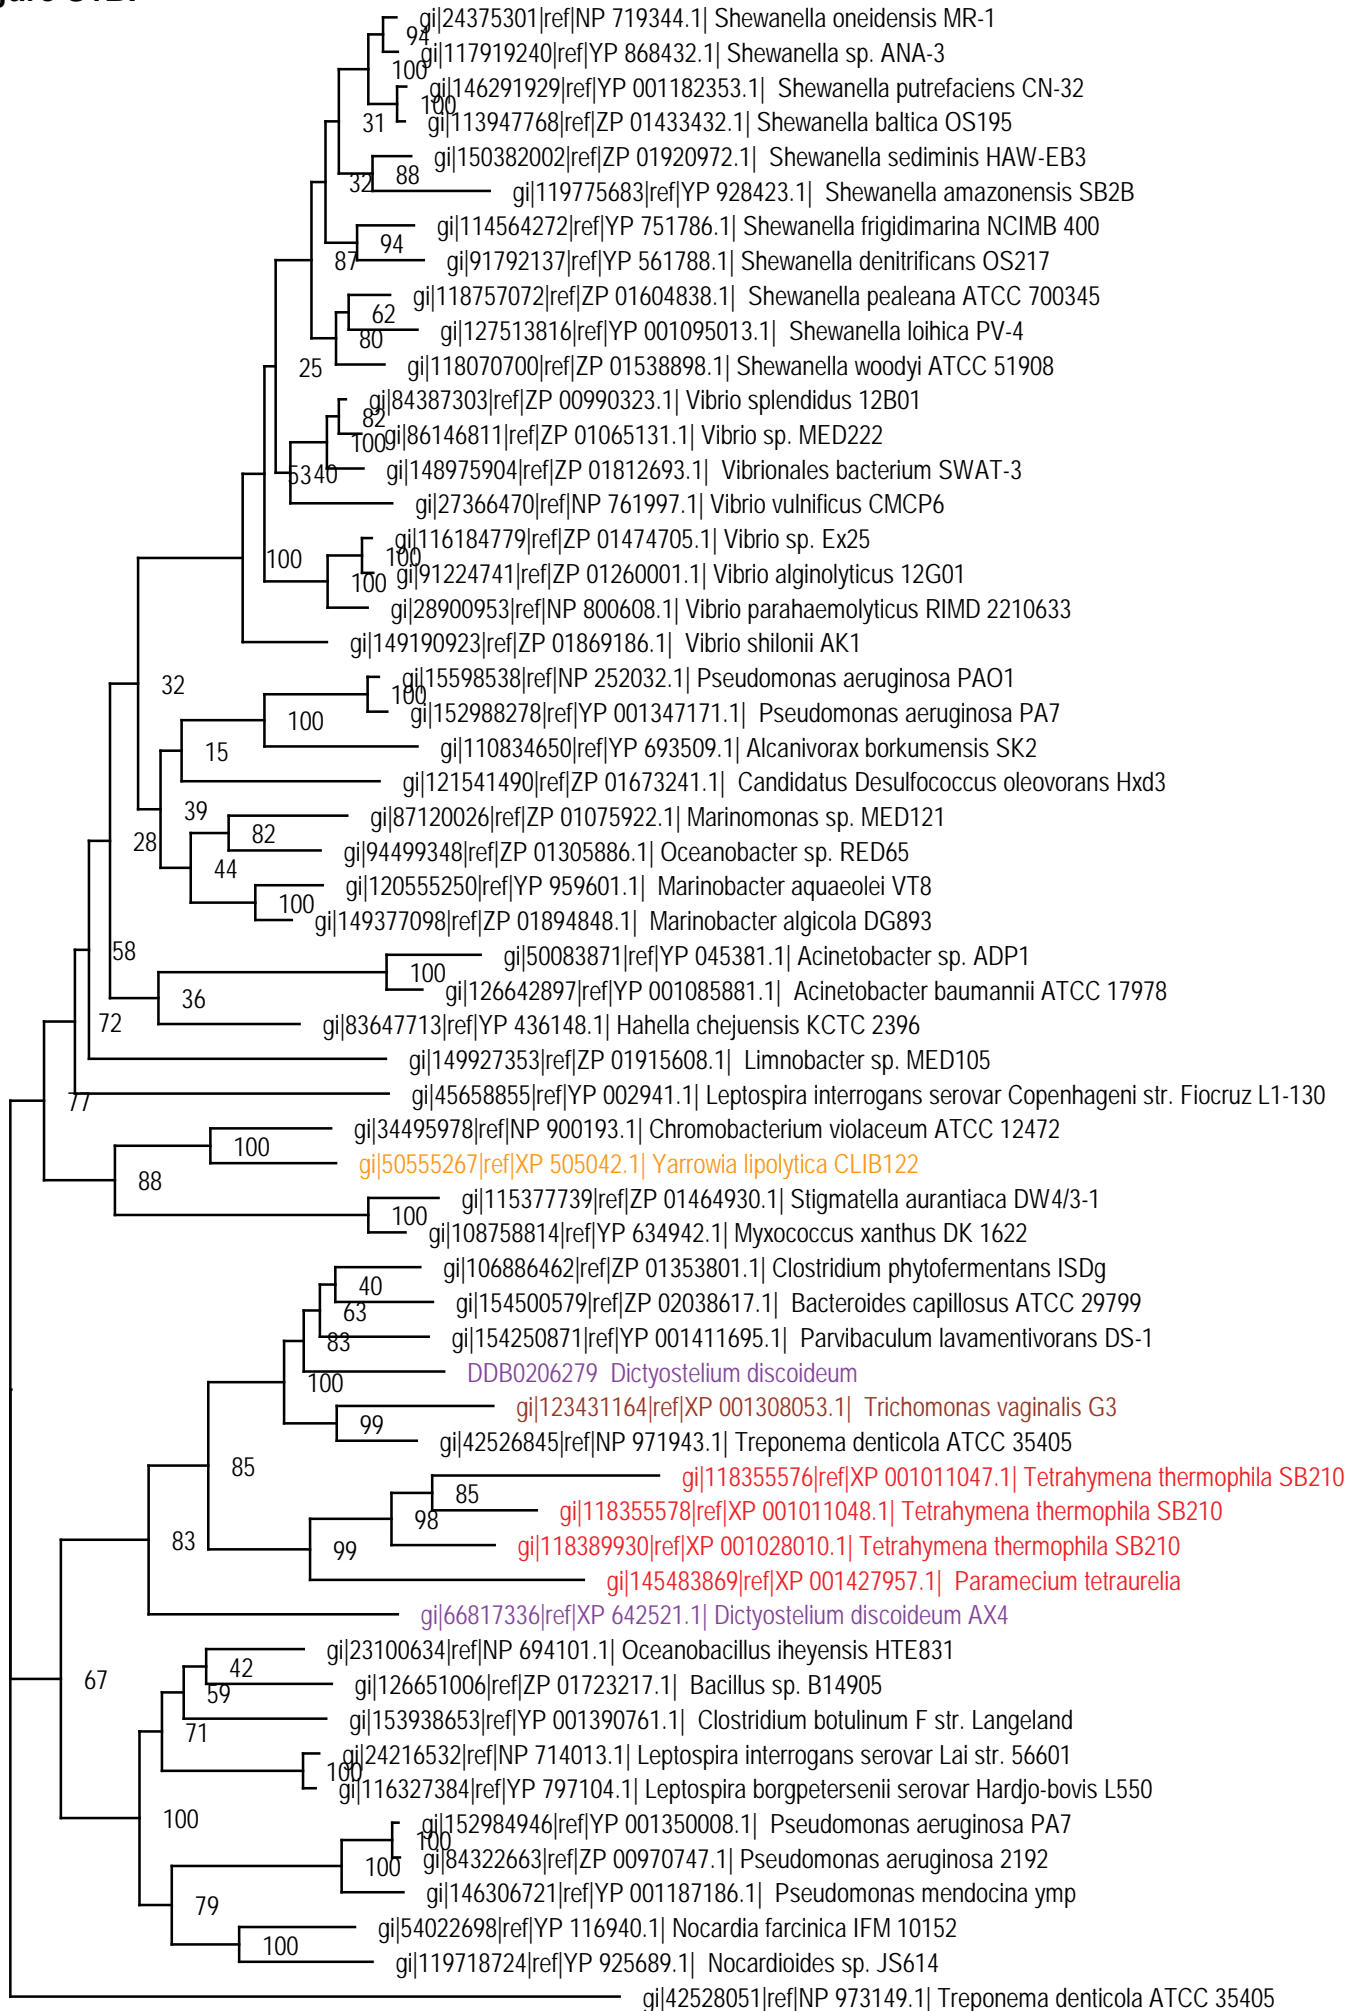 gi|24375301|ref|NP 719344.1| Shewanella oneidensis MR-1
94
gi|117919240|ref|YP 868432.1| Shewanella sp. ANA-3
100
gi|146291929|ref|YP 001182353.1| Shewanella putrefaciens CN-32
100
gi|113947768|ref|ZP 01433432.1| Shewanella baltica OS195
31
gi|150382002|ref|ZP 01920972.1| Shewanella sediminis HAW-EB3
88
32
gi|119775683|ref|YP 928423.1| Shewanella amazonensis SB2B
gi|114564272|ref|YP 751786.1| Shewanella frigidimarina NCIMB 400
94
87
gi|91792137|ref|YP 561788.1| Shewanella denitrificans OS217
gi|118757072|ref|ZP 01604838.1| Shewanella pealeana ATCC 700345
62
gi|127513816|ref|YP 001095013.1| Shewanella loihica PV-4
80
gi|118070700|ref|ZP 01538898.1| Shewanella woodyi ATCC 51908
25
gi|84387303|ref|ZP 00990323.1| Vibrio splendidus 12B01
82
gi|86146811|ref|ZP 01065131.1| Vibrio sp. MED222
100
gi|148975904|ref|ZP 01812693.1| Vibrionales bacterium SWAT-3
53 40
gi|27366470|ref|NP 761997.1| Vibrio vulnificus CMCP6
gi|116184779|ref|ZP 01474705.1| Vibrio sp. Ex25
100
100
gi|91224741|ref|ZP 01260001.1| Vibrio alginolyticus 12G01
100
gi|28900953|ref|NP 800608.1| Vibrio parahaemolyticus RIMD 2210633
gi|149190923|ref|ZP 01869186.1| Vibrio shilonii AK1
32
gi|15598538|ref|NP 252032.1| Pseudomonas aeruginosa PAO1
100
gi|152988278|ref|YP 001347171.1| Pseudomonas aeruginosa PA7
100
gi|110834650|ref|YP 693509.1| Alcanivorax borkumensis SK2
15
gi|121541490|ref|ZP 01673241.1| Candidatus Desulfococcus oleovorans Hxd3
39
gi|87120026|ref|ZP 01075922.1| Marinomonas sp. MED121
82
28
gi|94499348|ref|ZP 01305886.1| Oceanobacter sp. RED65
44
gi|120555250|ref|YP 959601.1| Marinobacter aquaeolei VT8
100
gi|149377098|ref|ZP 01894848.1| Marinobacter algicola DG893
58
gi|50083871|ref|YP 045381.1| Acinetobacter sp. ADP1
100
gi|126642897|ref|YP 001085881.1| Acinetobacter baumannii ATCC 17978
36
gi|83647713|ref|YP 436148.1| Hahella chejuensis KCTC 2396
72
gi|149927353|ref|ZP 01915608.1| Limnobacter sp. MED105
gi|45658855|ref|YP 002941.1| Leptospira interrogans serovar Copenhageni str. Fiocruz L1-130
77
gi|34495978|ref|NP 900193.1| Chromobacterium violaceum ATCC 12472
100
gi|50555267|ref|XP 505042.1| Yarrowia lipolytica CLIB122
88
gi|115377739|ref|ZP 01464930.1| Stigmatella aurantiaca DW4/3-1
100
gi|108758814|ref|YP 634942.1| Myxococcus xanthus DK 1622
gi|106886462|ref|ZP 01353801.1| Clostridium phytofermentans ISDg
40
gi|154500579|ref|ZP 02038617.1| Bacteroides capillosus ATCC 29799
63
gi|154250871|ref|YP 001411695.1| Parvibaculum lavamentivorans DS-1
83
DDB0206279 Dictyostelium discoideum
100
gi|123431164|ref|XP 001308053.1| Trichomonas vaginalis G3
99
gi|42526845|ref|NP 971943.1| Treponema denticola ATCC 35405
85
gi|118355576|ref|XP 001011047.1| Tetrahymena thermophila SB210
85
gi|118355578|ref|XP 001011048.1| Tetrahymena thermophila SB210
98
83
99
gi|118389930|ref|XP 001028010.1| Tetrahymena thermophila SB210
gi|145483869|ref|XP 001427957.1| Paramecium tetraurelia
gi|66817336|ref|XP 642521.1| Dictyostelium discoideum AX4
gi|23100634|ref|NP 694101.1| Oceanobacillus iheyensis HTE831
42
67
gi|126651006|ref|ZP 01723217.1| Bacillus sp. B14905
59
gi|153938653|ref|YP 001390761.1| Clostridium botulinum F str. Langeland
71
gi|24216532|ref|NP 714013.1| Leptospira interrogans serovar Lai str. 56601
100
gi|116327384|ref|YP 797104.1| Leptospira borgpetersenii serovar Hardjo-bovis L550
100
gi|152984946|ref|YP 001350008.1| Pseudomonas aeruginosa PA7
100
gi|84322663|ref|ZP 00970747.1| Pseudomonas aeruginosa 2192
100
gi|146306721|ref|YP 001187186.1| Pseudomonas mendocina ymp
79
gi|54022698|ref|YP 116940.1| Nocardia farcinica IFM 10152
100
gi|119718724|ref|YP 925689.1| Nocardioides sp. JS614
gi|42528051|ref|NP 973149.1| Treponema denticola ATCC 35405